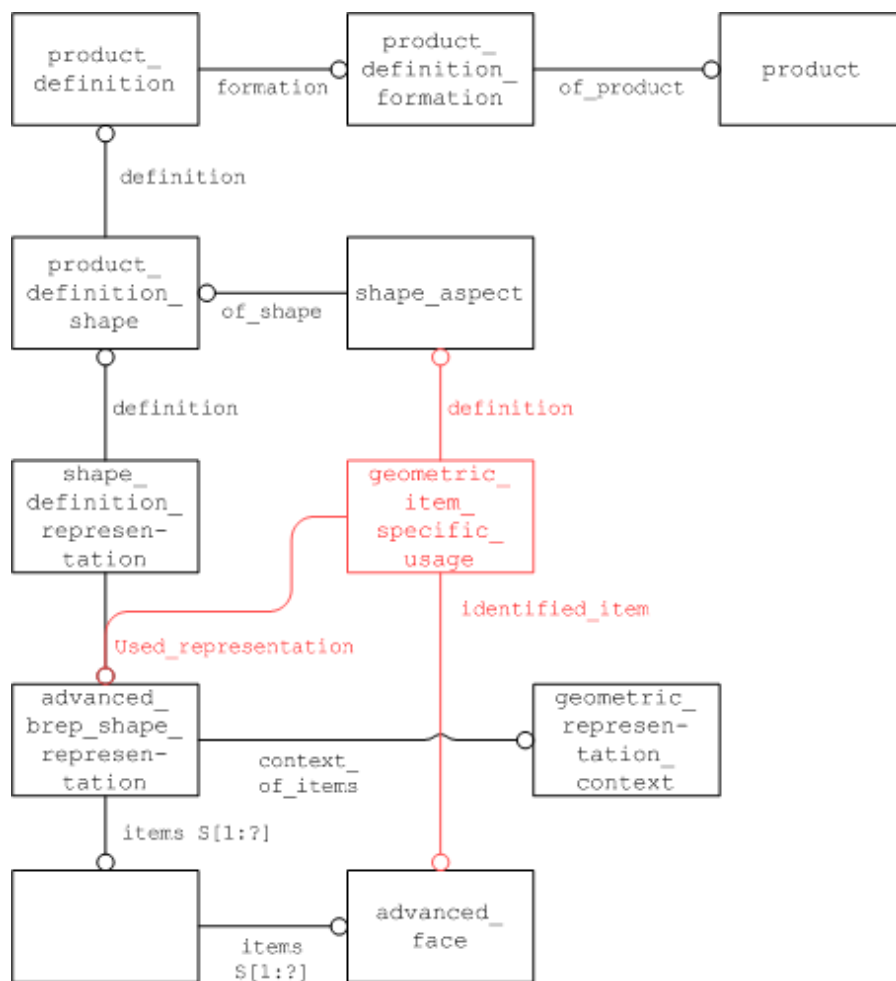 product_
definition
formation
product_
definition_
formation
of_product
product
definition
product_
definition_
shape
of_shape
shape_aspect
definition
definition
shape_
definition_
represen-
tation
geometric_
item_
specific_
usage
Used_representation
identified_item
advanced_
brep_shape_
represen-
tation
context_
of_items
geometric_
represen-
tation_
context
items S[1:?]
items
S[1:?]
advanced_
face